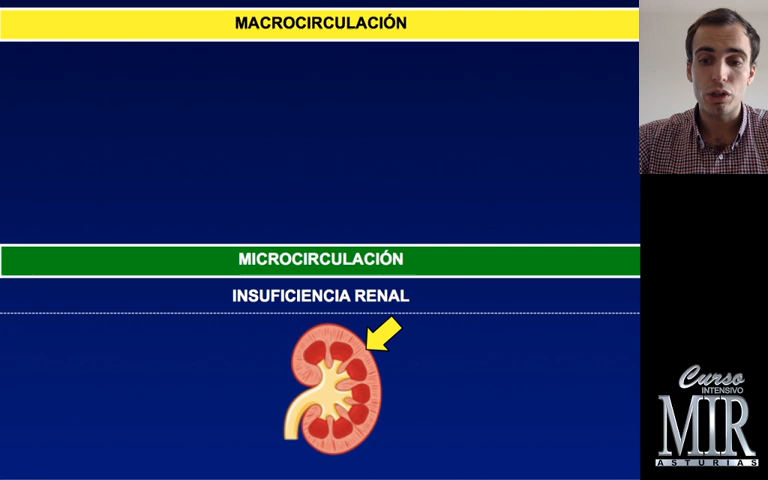 MACROCIRCULACIÓN
MICROCIRCULACIÓN
INSUFICIENCIA RENAL
Curso
INTENSIVO
MIR
ASTURIAS